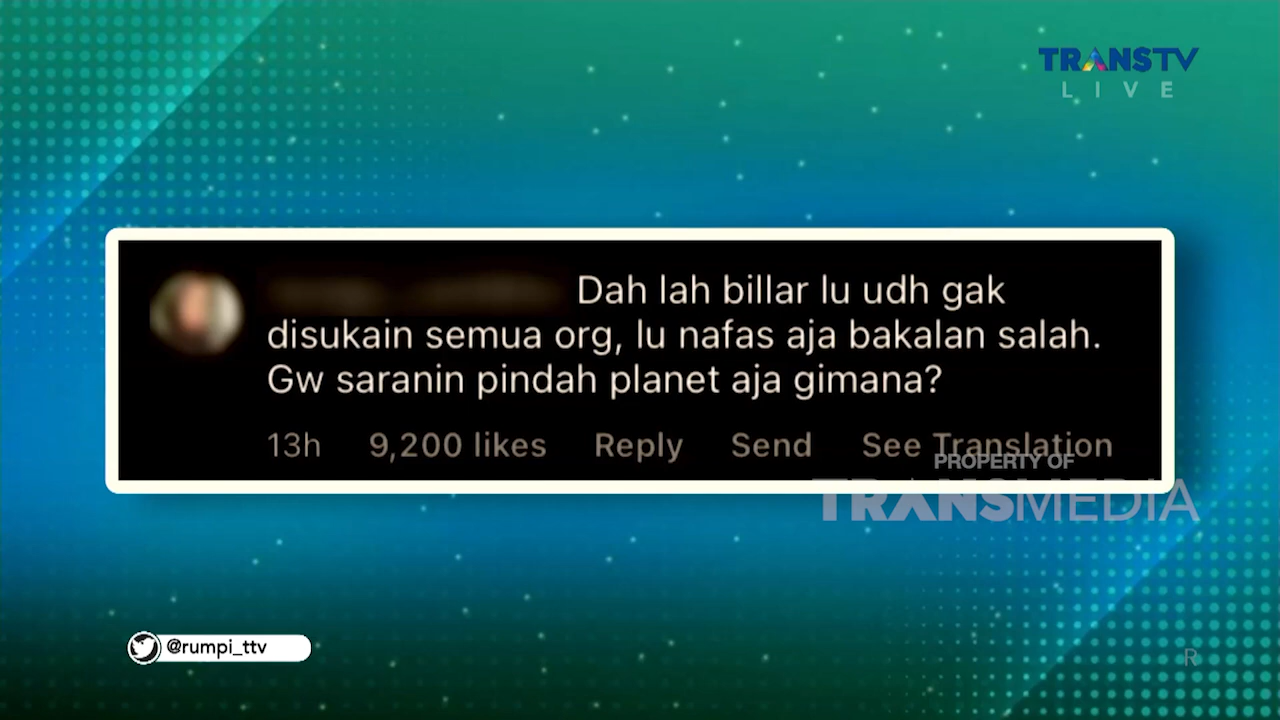 TRANSTV
LIVE
Dah lah billar lu udh gak
disukain semua org, lu nafas aja bakalan salah.
Gw saranin pindah planet aja gimana?
13h 9,200 likes Reply Send See Translation
PROPERTY OF
TRANSMEDIA
@rumpi_ttv
R